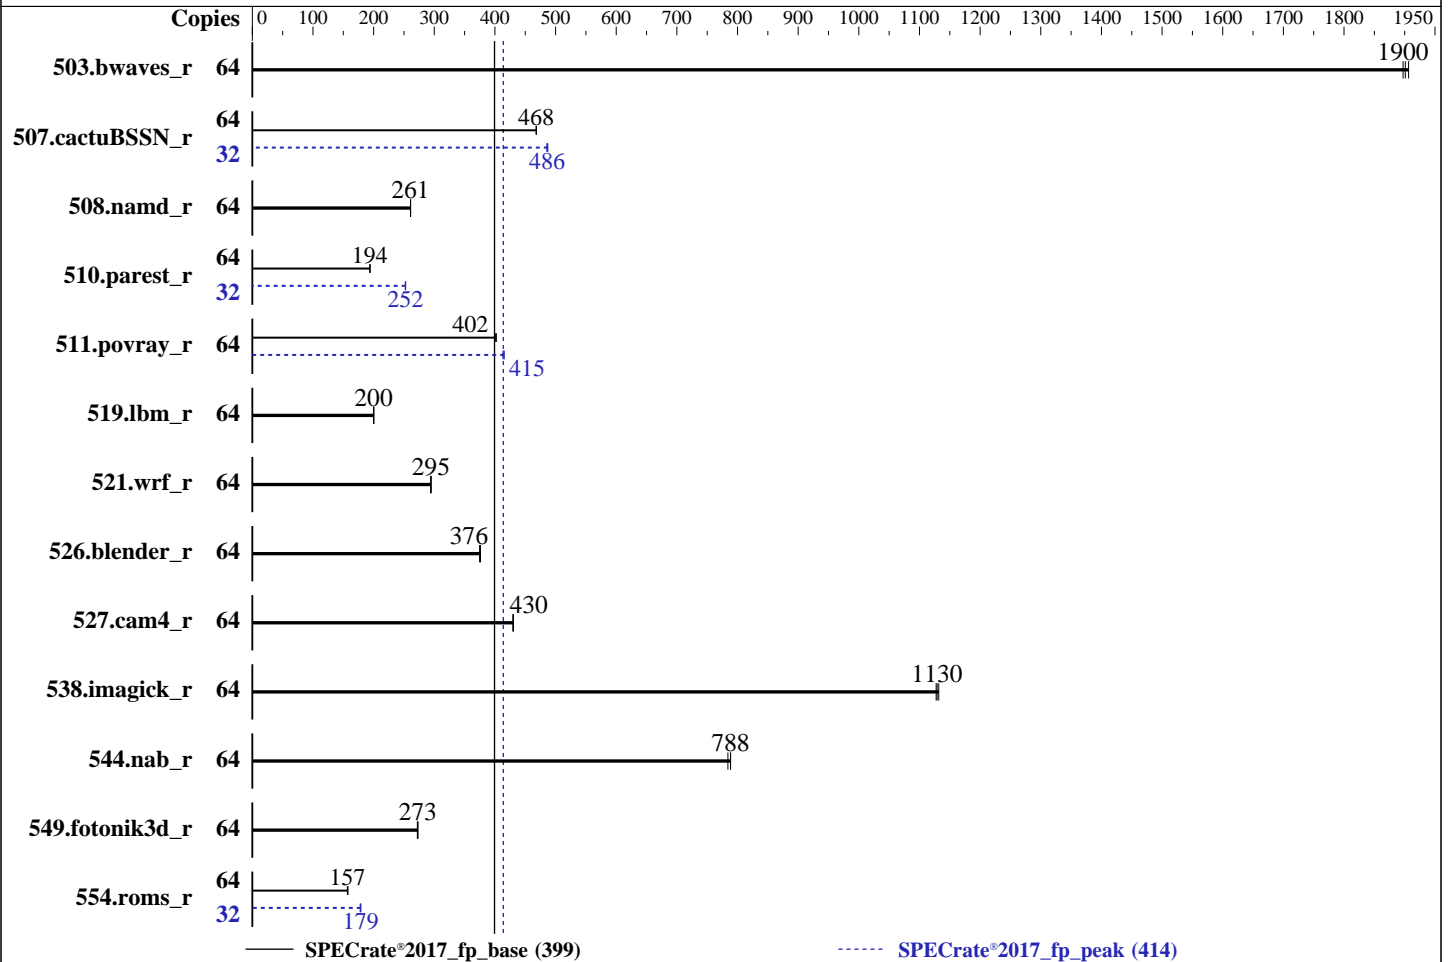 Copies 0 100 200 300 400 500 600 700 800 900 1000 1100 1200 1300 1400 1500 1600 1700 1800 1950
503.bwaves_r 64 1900
507.cactuBSSN_r 64 468
32 486
508.namd_r 64 261
510.parest_r 64 194
32 252
511.povray_r 64 402
415
519.lbm_r 64 200
521.wrf_r 64 295
526.blender_r 64 376
527.cam4_r 64 430
538.imagick_r 64 1130
544.nab_r 64 788
549.fotonik3d_r 64 273
554.roms_r 64 157
32 179
SPECrate®2017_fp_base (399) SPECrate®2017_fp_peak (414)